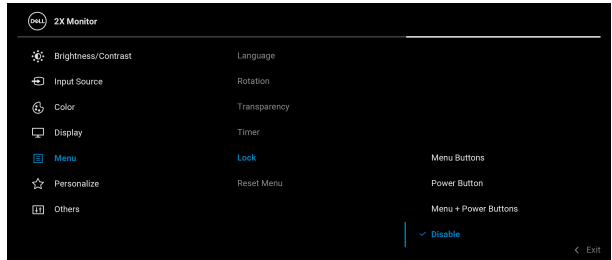 DELL 2X Monitor
Brightness/Contrast Language
Input Source Rotation
Color Transparency
Display Timer
Menu Lock Menu Buttons
Personalize Reset Menu Power Button
Others Menu + Power Buttons
Disable
Exit